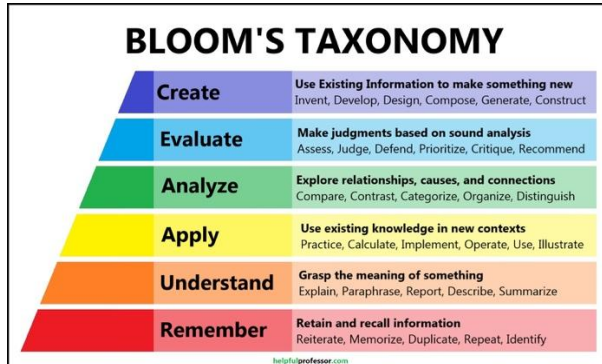 BLOOM'S TAXONOMY
Create
Use Existing Information to make something new
Invent, Develop, Design, Compose, Generate, Construct
Evaluate
Make judgments based on sound analysis
Assess, Judge, Defend, Prioritize, Critique, Recommend
Analyze
Explore relationships, causes, and connections
Compare, Contrast, Categorize, Organize, Distinguish
Apply
Use existing knowledge in new contexts
Practice, Calculate, Implement, Operate, Use, Illustrate
Understand
Grasp the meaning of something
Explain, Paraphrase, Report, Describe, Summarize
Remember
Retain and recall information
Reiterate, Memorize, Duplicate, Repeat, Identify
helpfulprofessor.com